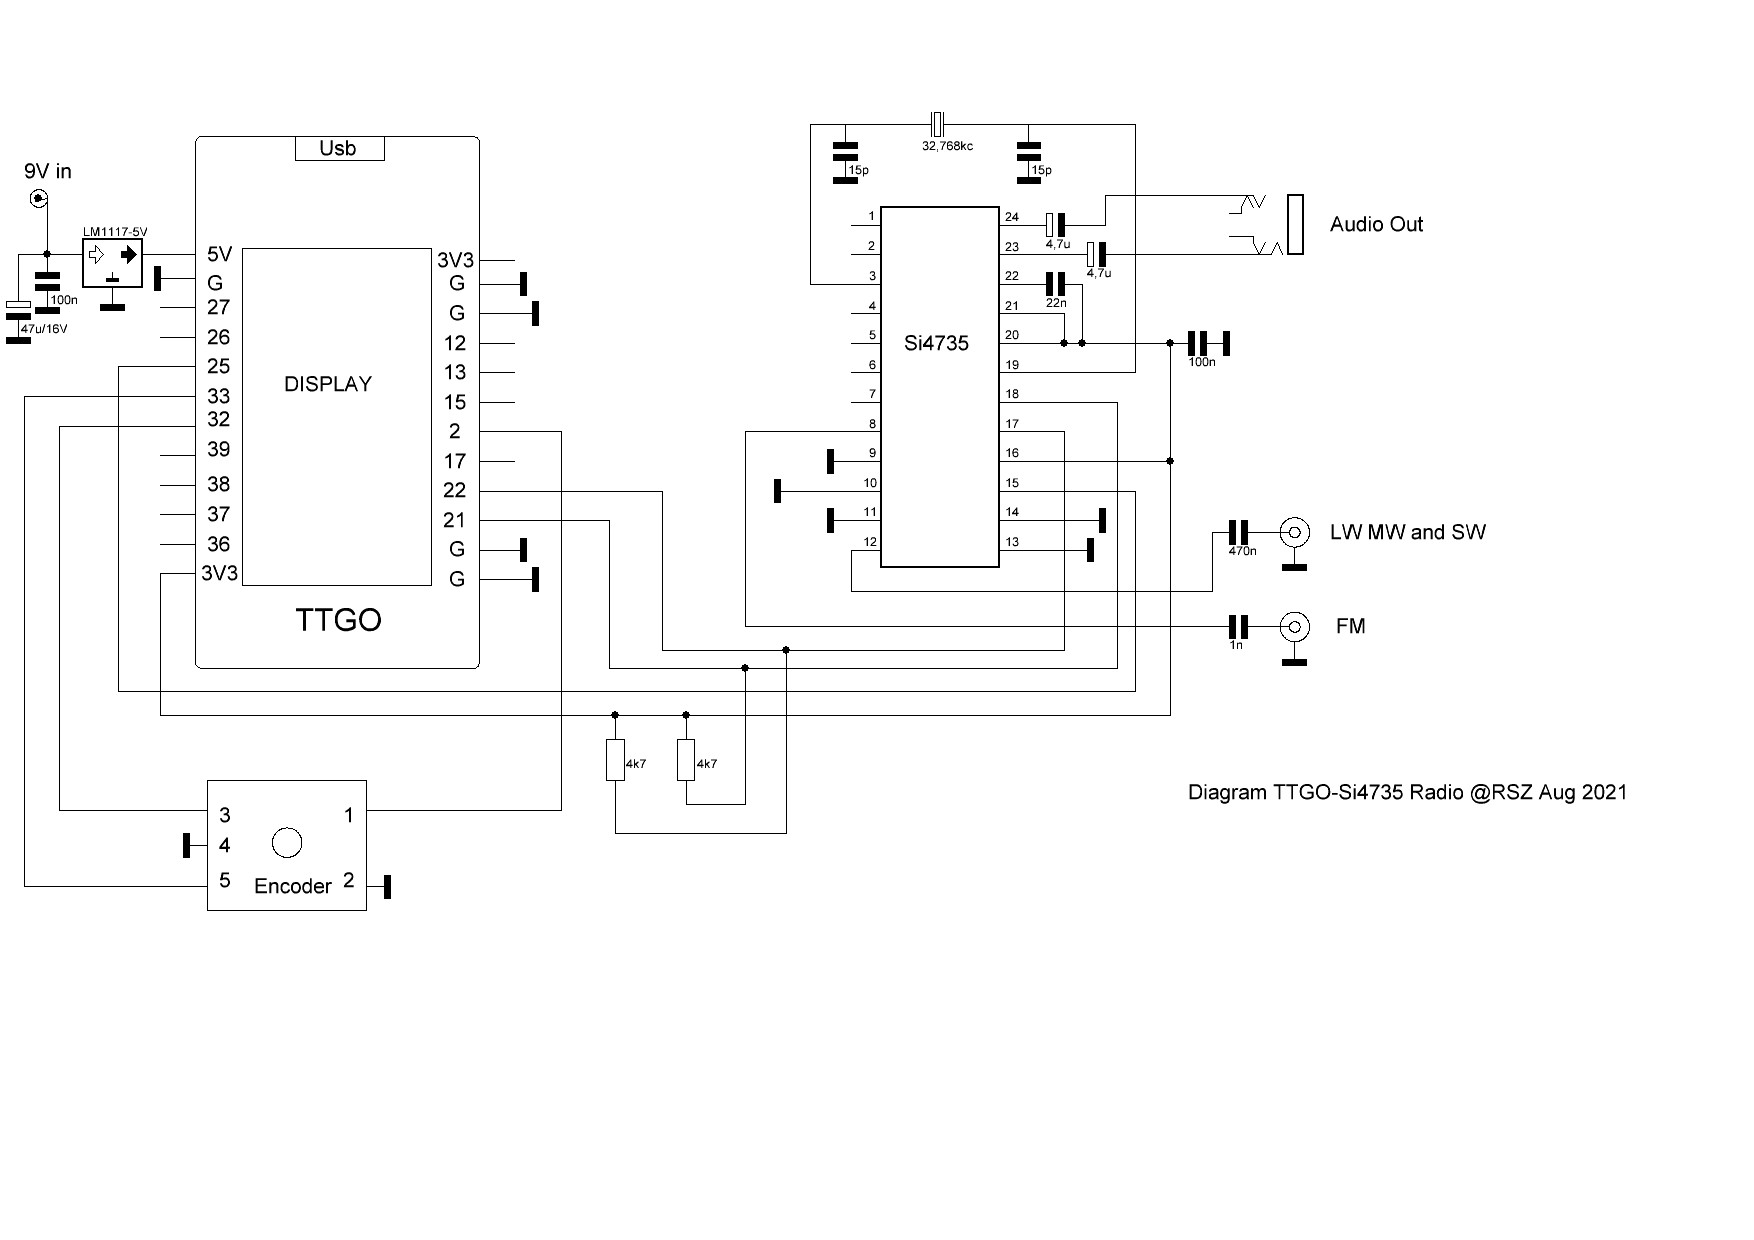 9V in
LM1117-5V
100n
47u/16V
Usb
5V
G
27
26
25
33
32
39
38
37
36
3V3
DISPLAY
TTGO
3V3
G
G
12
13
15
2
17
22
21
G
G
3
4
5
1
2
Encoder
4k7
4k7
32,768kc
15p
15p
1
2
3
4
5
6
7
8
9
10
11
12
Si4735
24
23
22
21
20
19
18
17
16
15
14
13
4,7u
4,7u
22n
100n
Audio Out
470n
LW MW and SW
1n
FM
Diagram TTGO-Si4735 Radio @RSZ Aug 2021